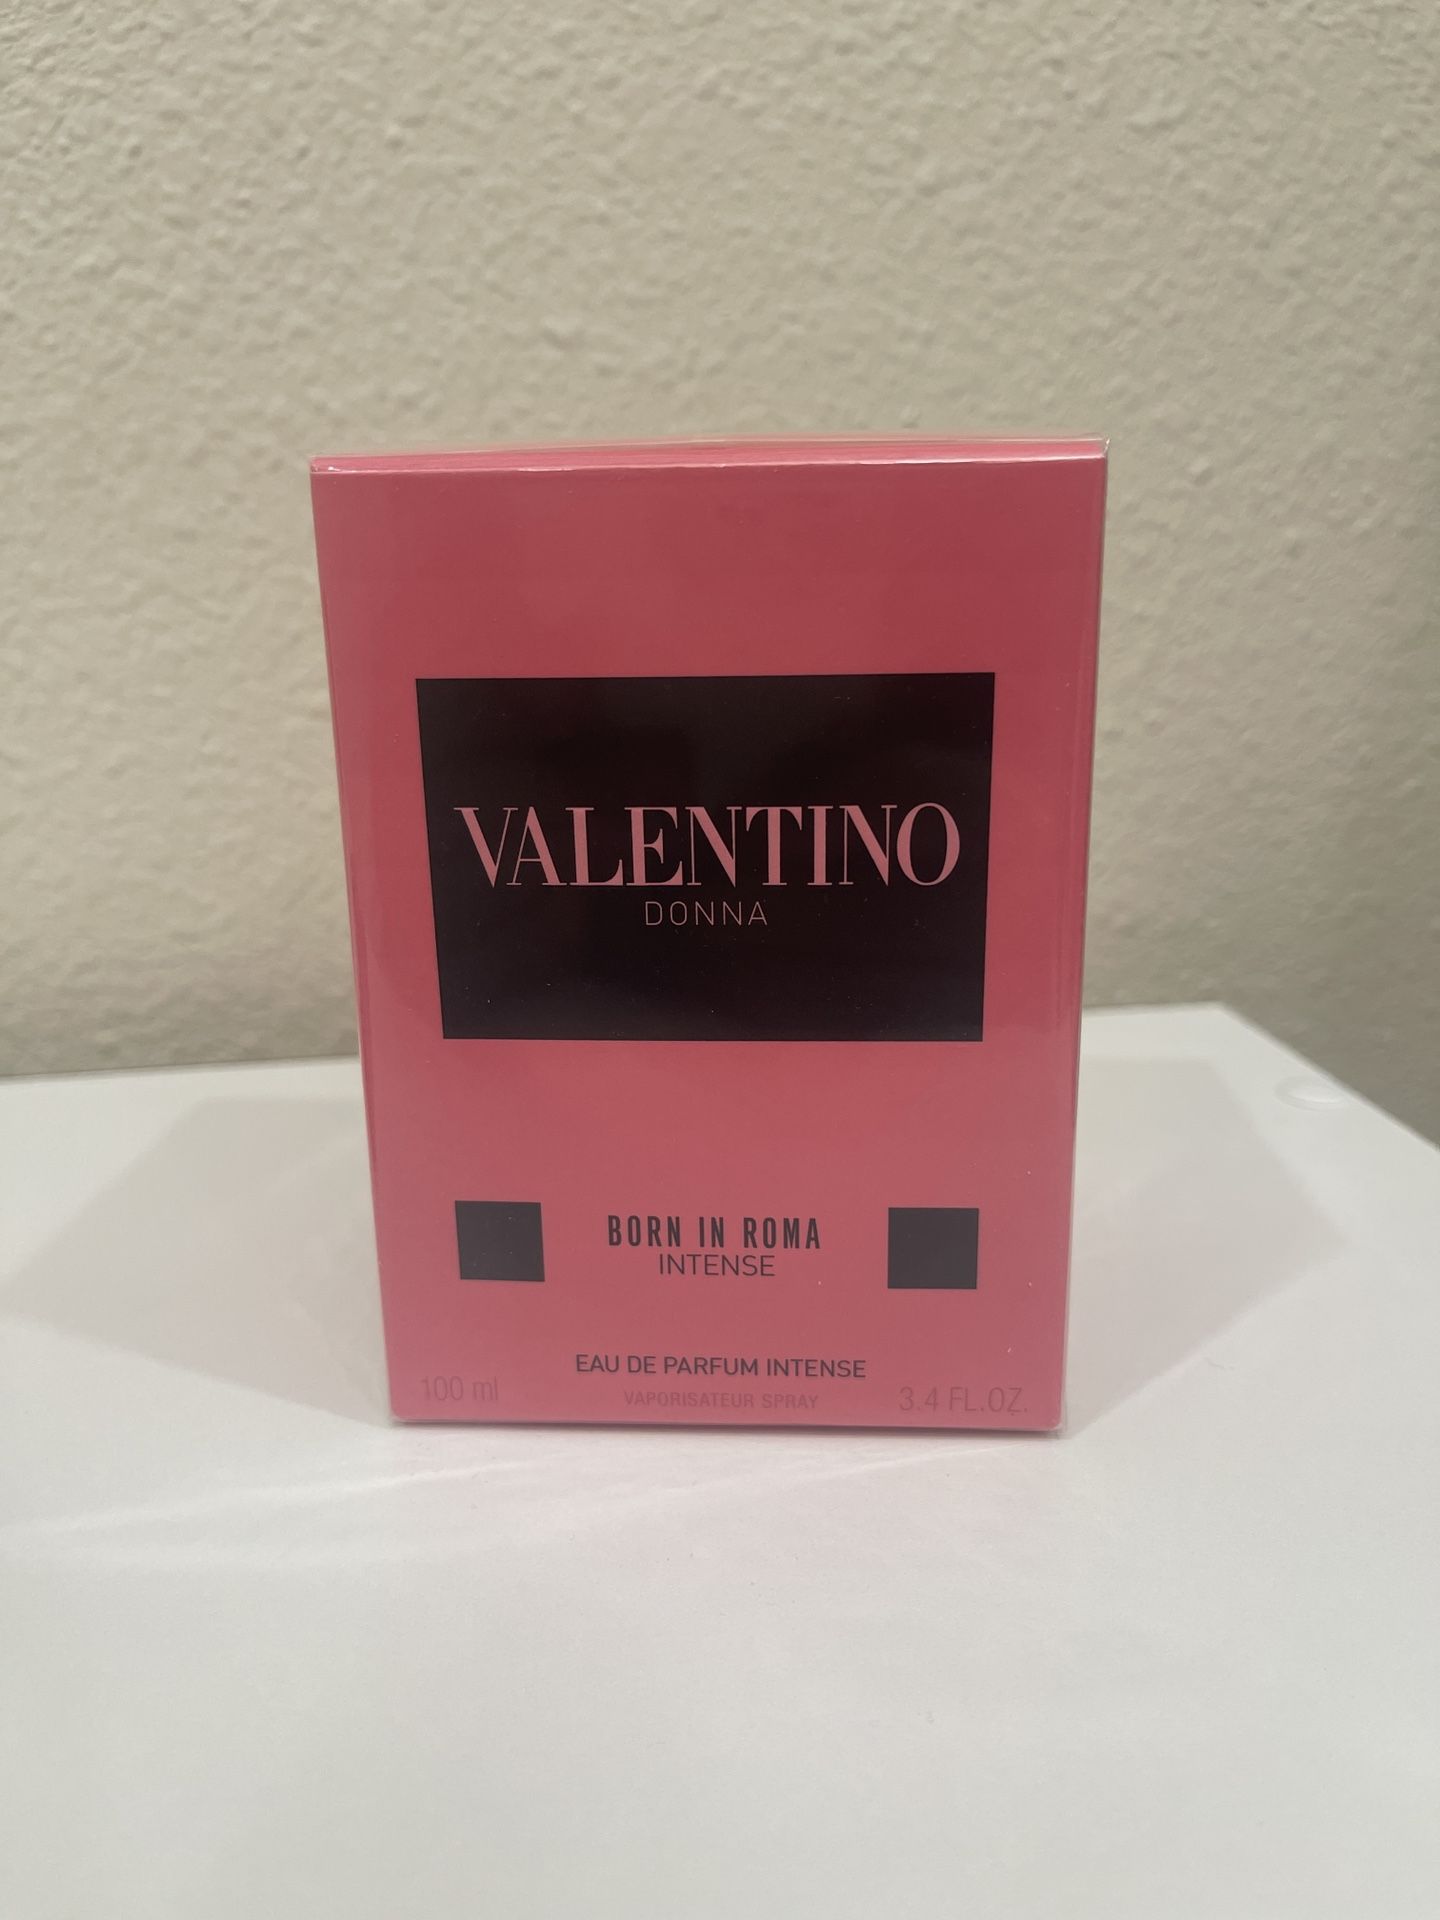 VALENTINO
DONNA
BORN IN ROMA
INTENSE
EAU DE PARFUM INTENSE
100 ml VAPORISATEUR SPRAY 3.4 FL.OZ.